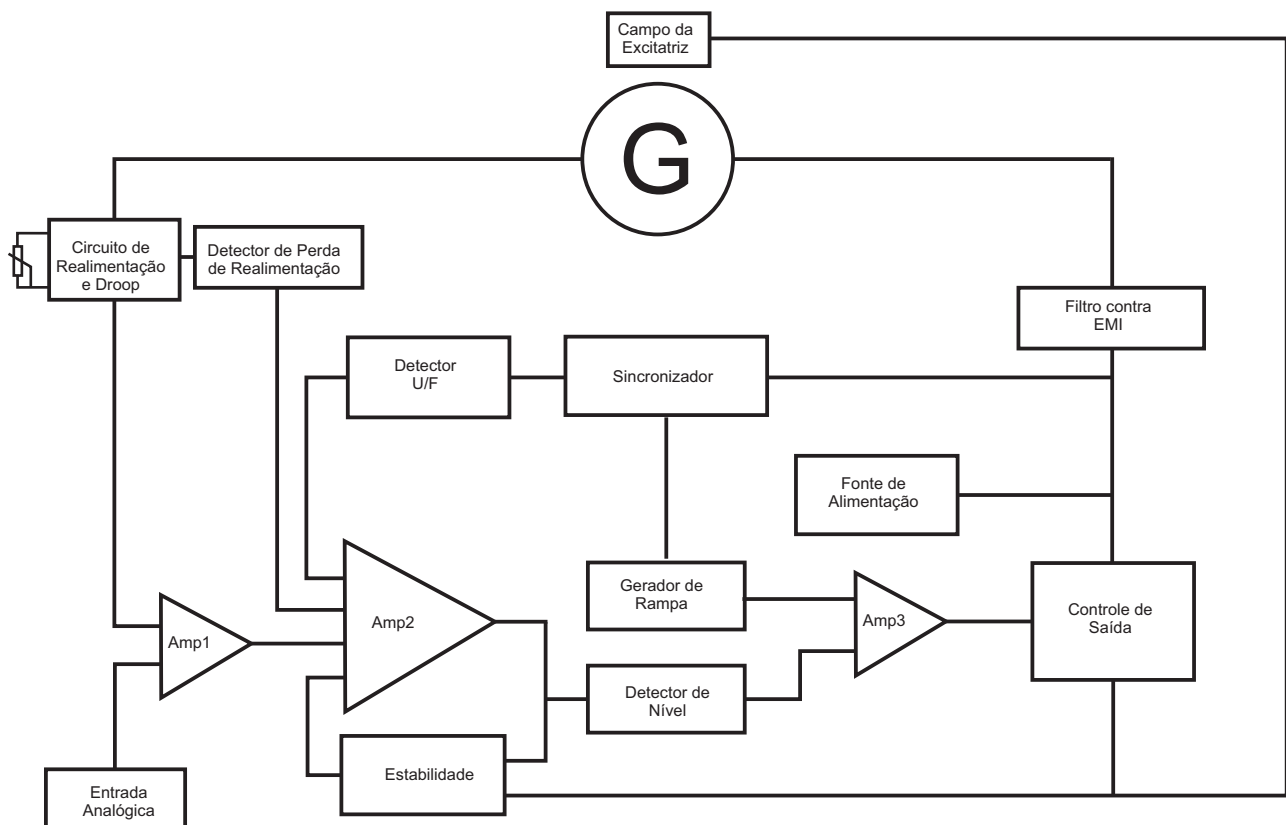 Campo da
Excitatriz
G
Circuito de
Realimentação
e Droop
Detector de Perda
de Realimentação
Filtro contra
EMI
Detector
U/F
Sincronizador
Fonte de
Alimentação
Gerador de
Rampa
Amp3
Controle de
Saída
Amp2
Amp1
Detector de
Nível
Estabilidade
Entrada
Analógica